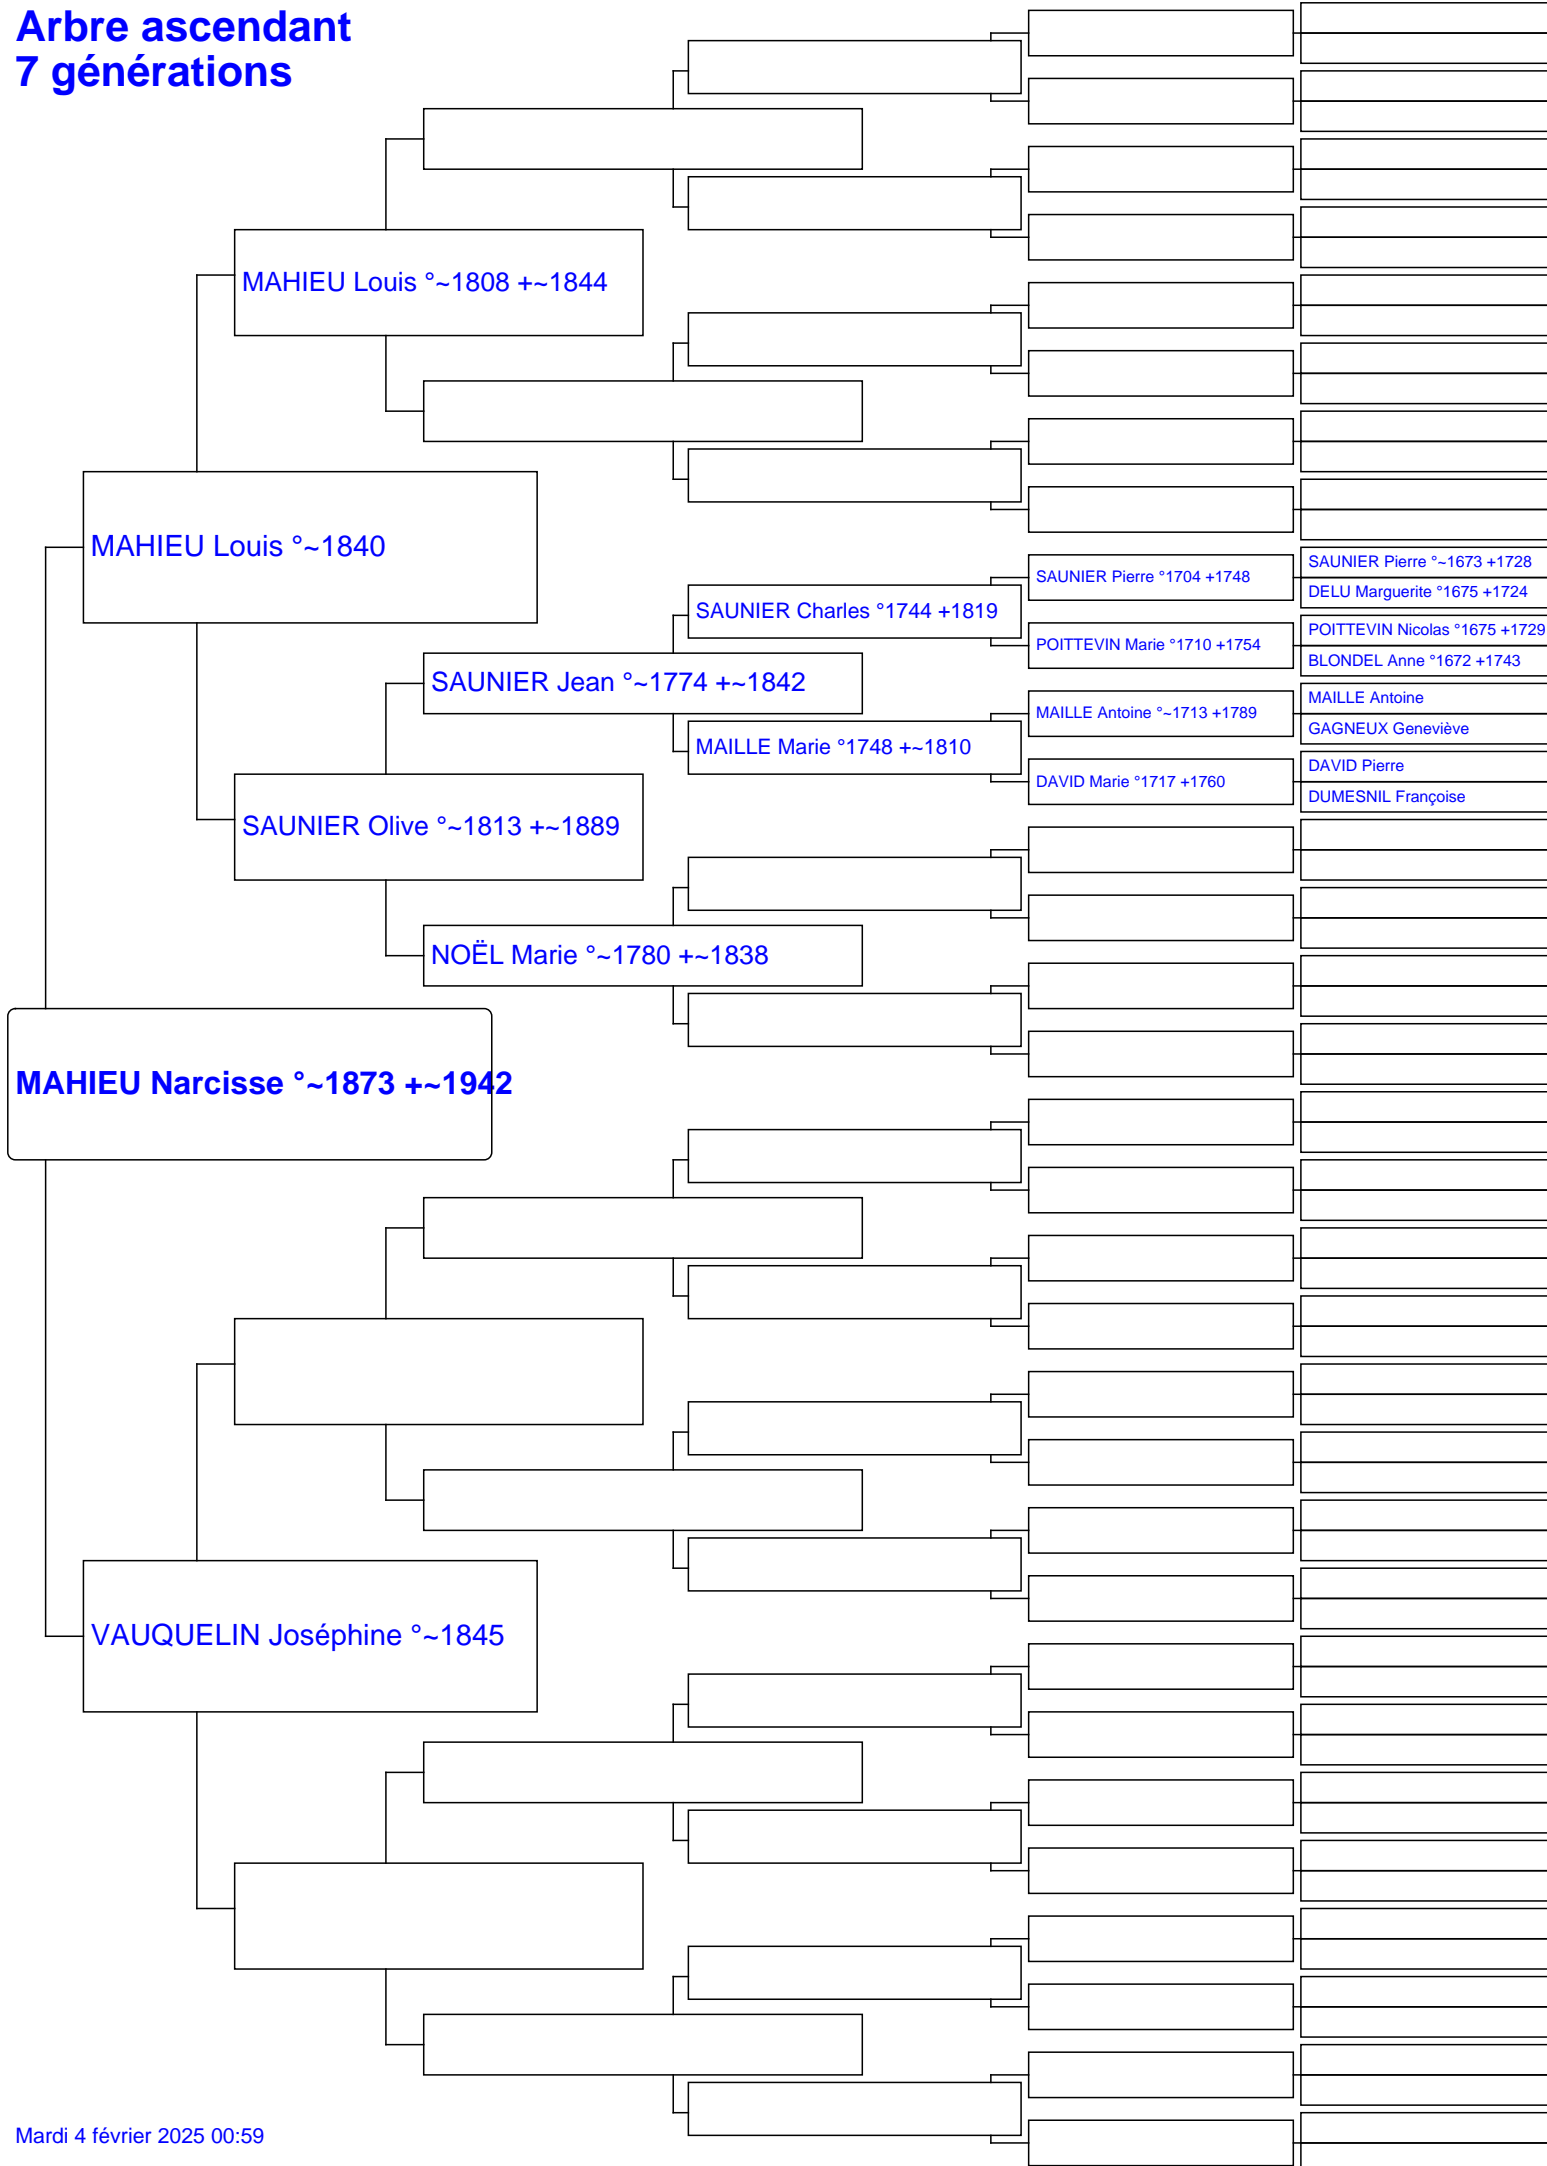 Arbre ascendant
7 générations
MAHIEU Louis °~1808 +~1844
MAHIEU Louis °~1840
SAUNIER Pierre °1704 +1748
SAUNIER Pierre °~1673 +1728
DELU Marguerite °1675 +1724
SAUNIER Charles °1744 +1819
POITTEVIN Marie °1710 +1754
POITTEVIN Nicolas °1675 +1729
BLONDEL Anne °1672 +1743
SAUNIER Jean °~1774 +~1842
MAILLE Antoine °~1713 +1789
MAILLE Antoine
GAGNEUX Geneviève
MAILLE Marie °1748 +~1810
DAVID Marie °1717 +1760
DAVID Pierre
DUMESNIL Françoise
SAUNIER Olive °~1813 +~1889
NOËL Marie °~1780 +~1838
MAHIEU Narcisse °~1873 +~1942
VAUQUELIN Joséphine °~1845
Mardi 4 février 2025 00:59